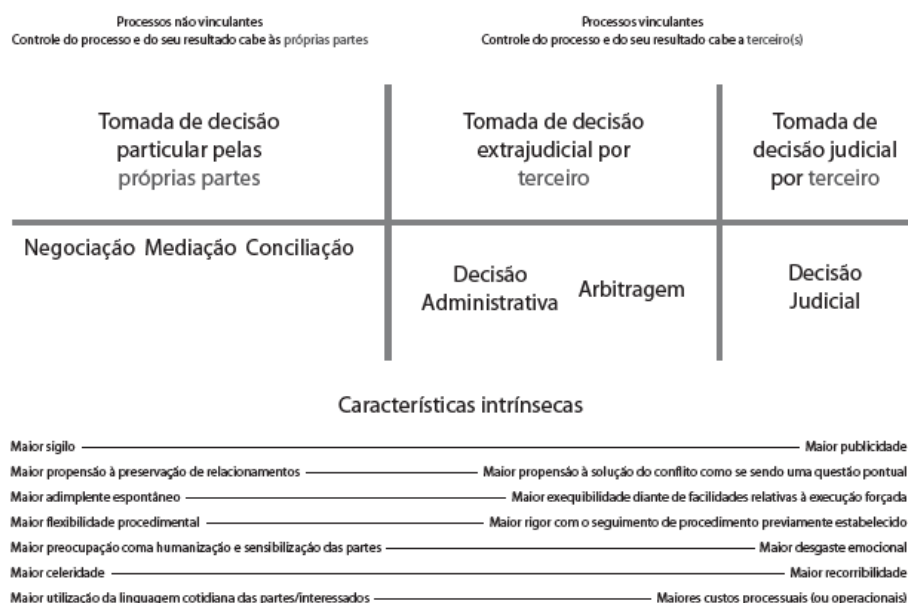 Processos não vinculantes
Controle do processo e do seu resultado cabe às próprias partes
Processos vinculantes
Controle do processo e do seu resultado cabe a terceiro(s)
Tomada de decisão
particular pelas
próprias partes
Tomada de decisão
extrajudicial por
terceiro
Tomada de
decisão judicial
por terceiro
Negociação Mediação Conciliação
Decisão
Administrativa
Arbitragem
Decisão
Judicial
Características intrínsecas
Maior sigilo Maior publicidade
Maior propensão à preservação de relacionamentos Maior propensão à solução do conflito como se sendo uma questão pontual
Maior adimplente espontâneo Maior exequibilidade diante de facilidades relativas à execução forçada
Maior flexibilidade procedimental Maior rigor com o seguimento de procedimento previamente estabelecido
Maior preocupação coma humanização e sensibilização das partes Maior desgaste emocional
Maior celeridade Maior recorribilidade
Maior utilização da linguagem cotidiana das partes/interessados Maiores custos processuais (ou operacionais)